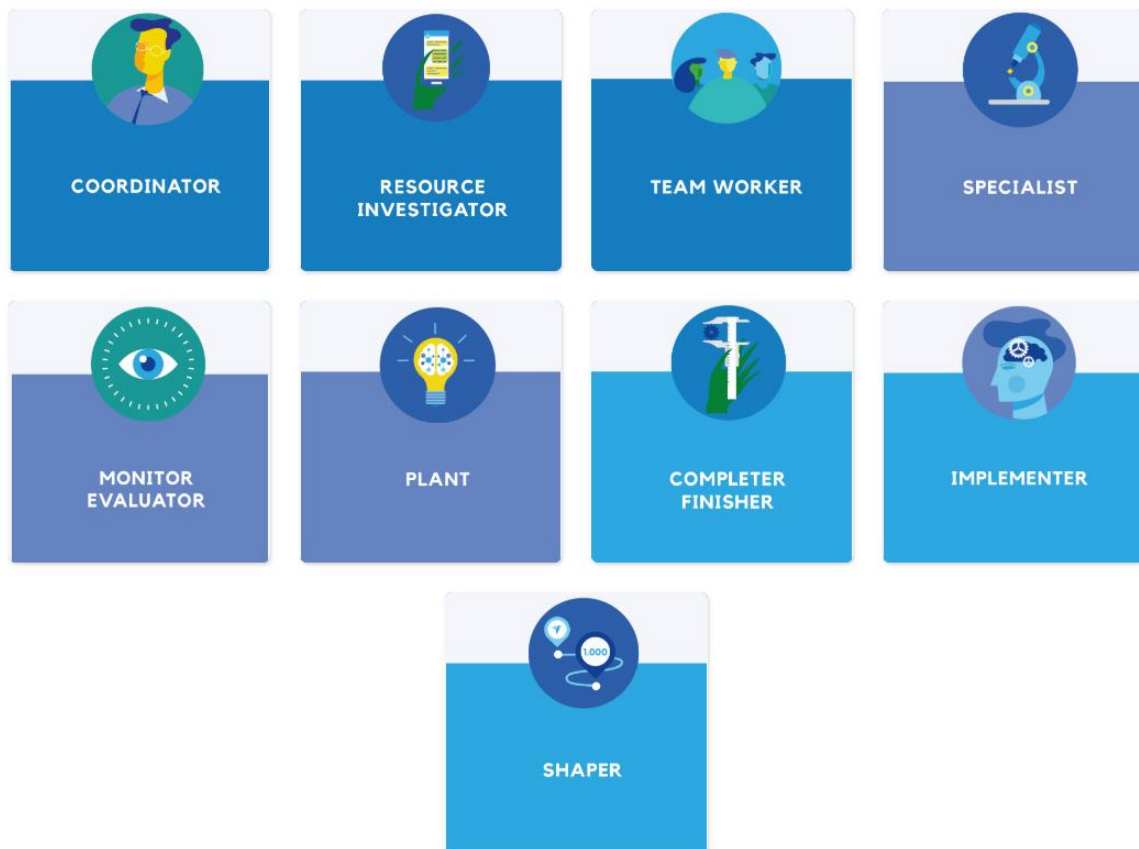 COORDINATOR
RESOURCE
INVESTIGATOR
TEAM WORKER
SPECIALIST
MONITOR
EVALUATOR
PLANT
COMPLETER
FINISHER
IMPLEMENTER
1.000
SHAPER